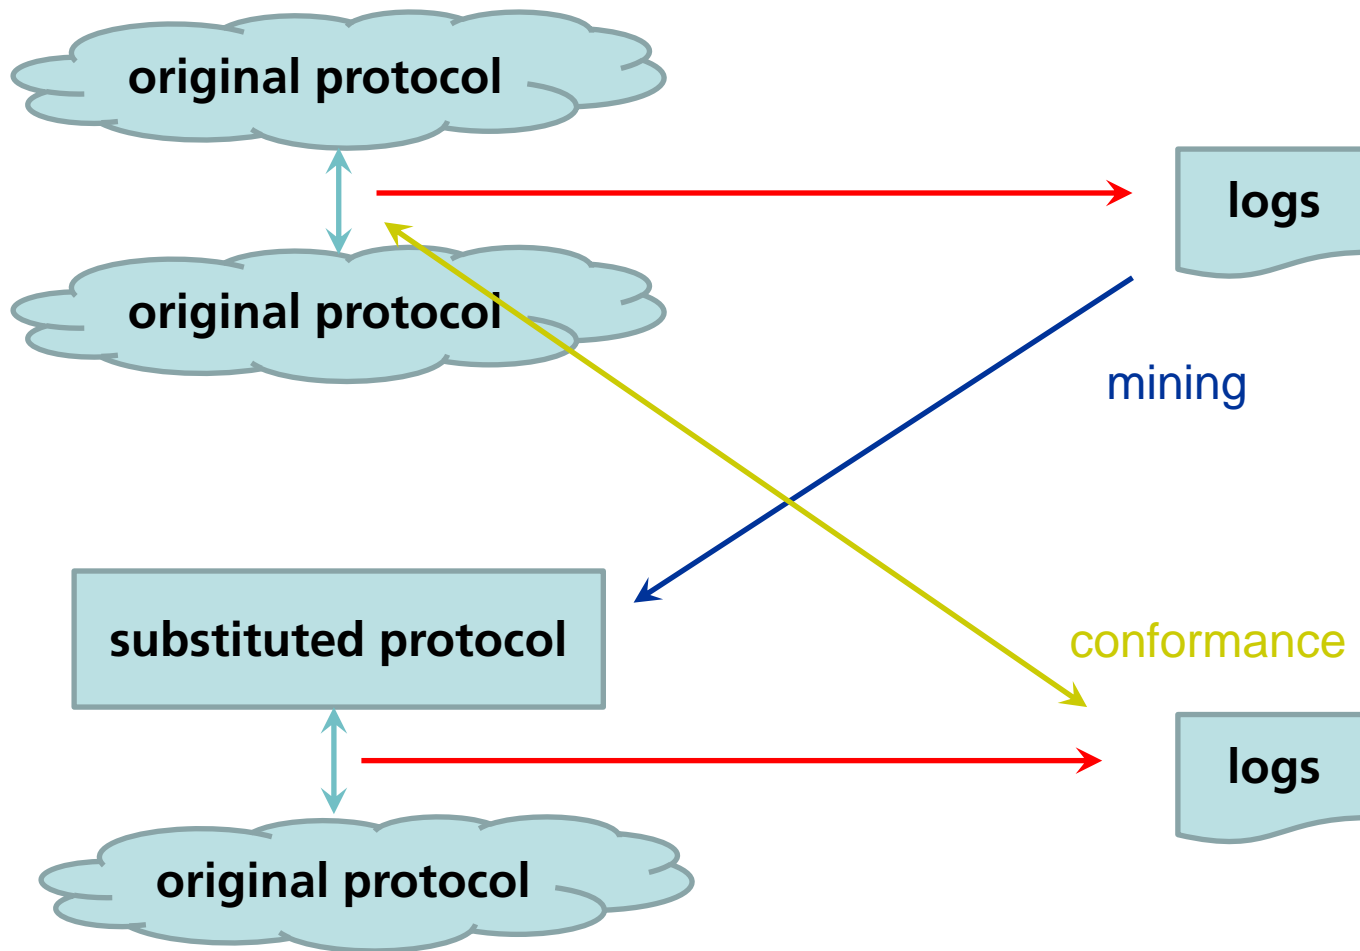 original protocol
logs
original protocol
mining
substituted protocol
conformance
logs
original protocol